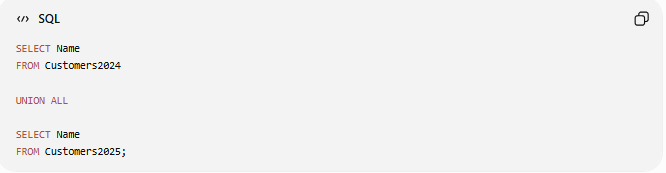 SQL
SELECT Name
FROM Customers2024
UNION ALL
SELECT Name
FROM Customers2025;